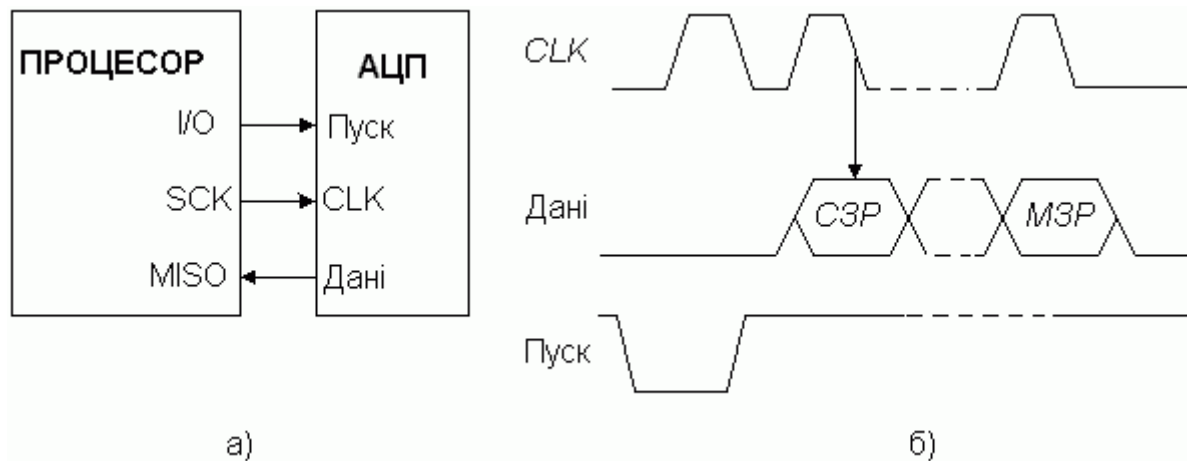 ПРОЦЕСОР
I/O
SCK
MISO
АЦП
Пуск
CLK
Дані
а)
CLK
Дані
СЗР
МЗР
Пуск
б)